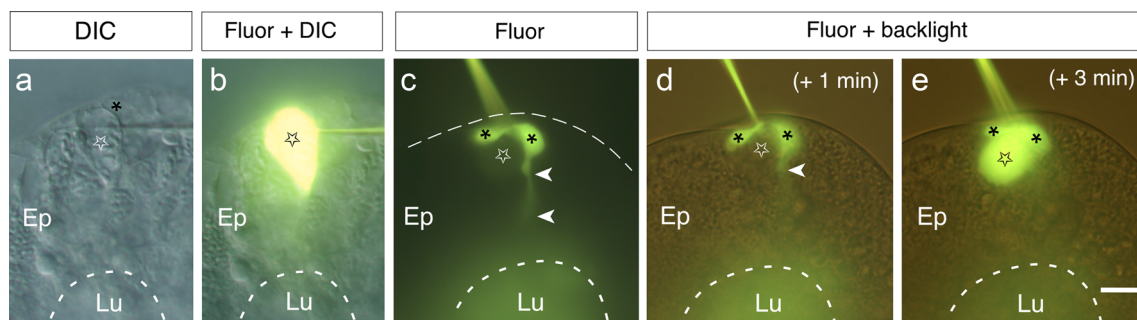 DIC
Fluor + DIC
Fluor
Fluor + backlight
a
b
c
d
(+ 1 min)
e
(+ 3 min)
*
*
*
*
*
*
*
Ep
Ep
Ep
Ep
Lu
Lu
Lu
Lu
Lu